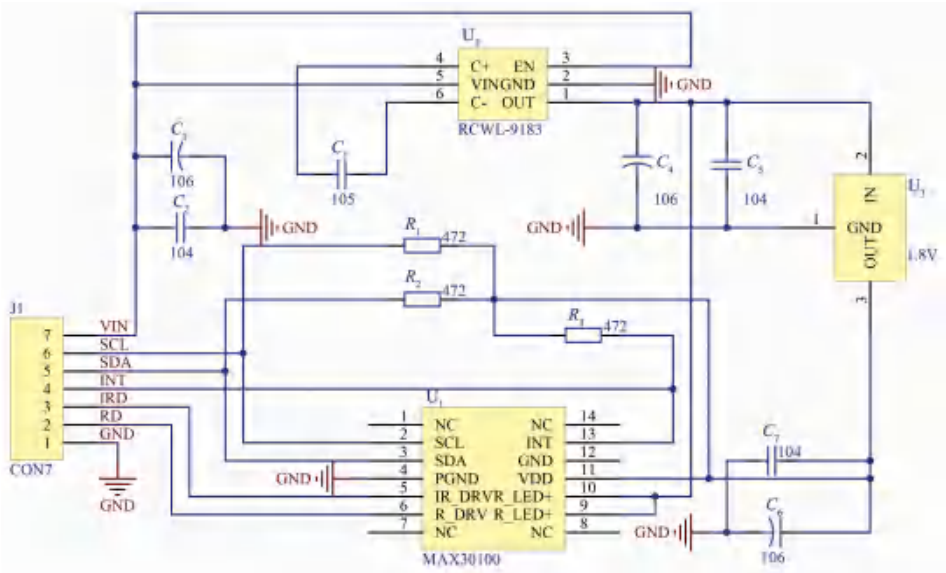 U2
4 C+ EN 3
5 VIN GND 2 GND
6 C- OUT 1
RCWL-9183
C3
106
C2
104
GND
105
C4
106
C5
104
GND
1
2
IN
GND
OUT
3
U3
1.8V
R1 472
R2 472
472
J1
7 VIN
6 SCL
5 SDA
4 INT
3 IRD
2 RD
1 GND
CON7
GND
U1
1 NC NC 14
2 SCL INT 13
3 SDA GND 12
GND 4 PGND VDD 11
5 IR_DRV R_LED+ 10
6 R_DRV R_LED+ 9
7 NC NC 8
MAX30100
C7
104
GND
C6
106